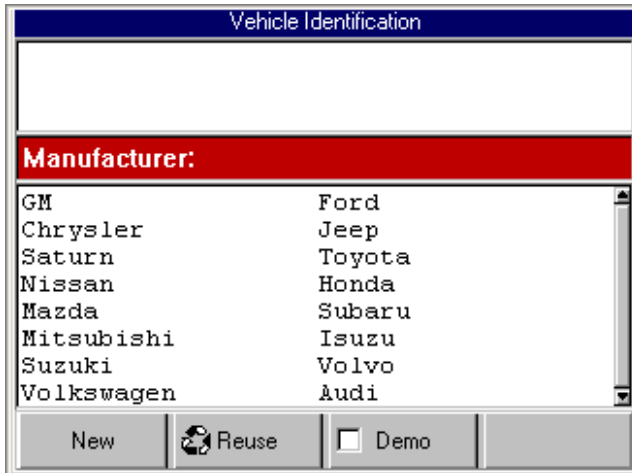 Vehicle Identification
Manufacturer:
GM Ford
Chrysler Jeep
Saturn Toyota
Nissan Honda
Mazda Subaru
Mitsubishi Isuzu
Suzuki Volvo
Volkswagen Audi
New Reuse Demo